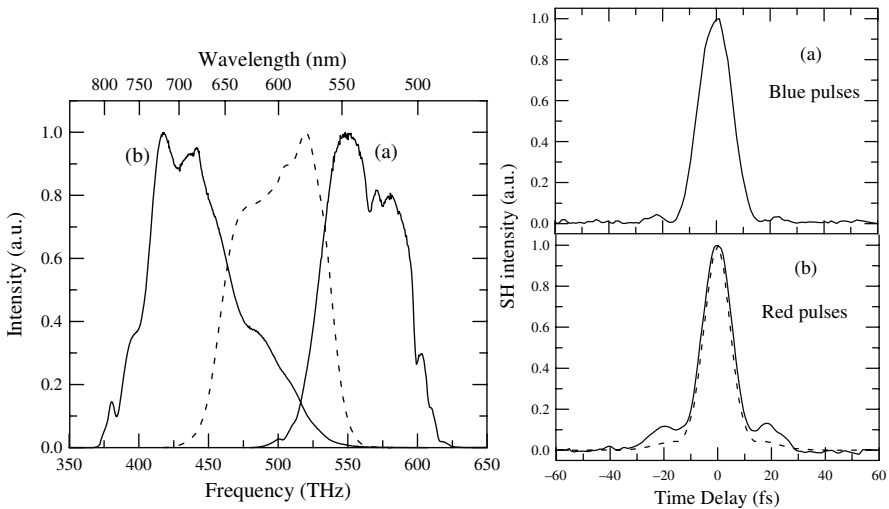 Wavelength (nm)
800 750 700 650 600 550 500
1.0
0.8
0.6
0.4
0.2
0.0
Intensity (a.u.)
(b)
(a)
350 400 450 500 550 600 650
Frequency (THz)
1.0
0.8
0.6
0.4
0.2
0.0
(a)
Blue pulses
SH intensity (a.u.)
1.0
0.8
0.6
0.4
0.2
0.0
(b)
Red pulses
−60 −40 −20 0 20 40 60
Time Delay (fs)